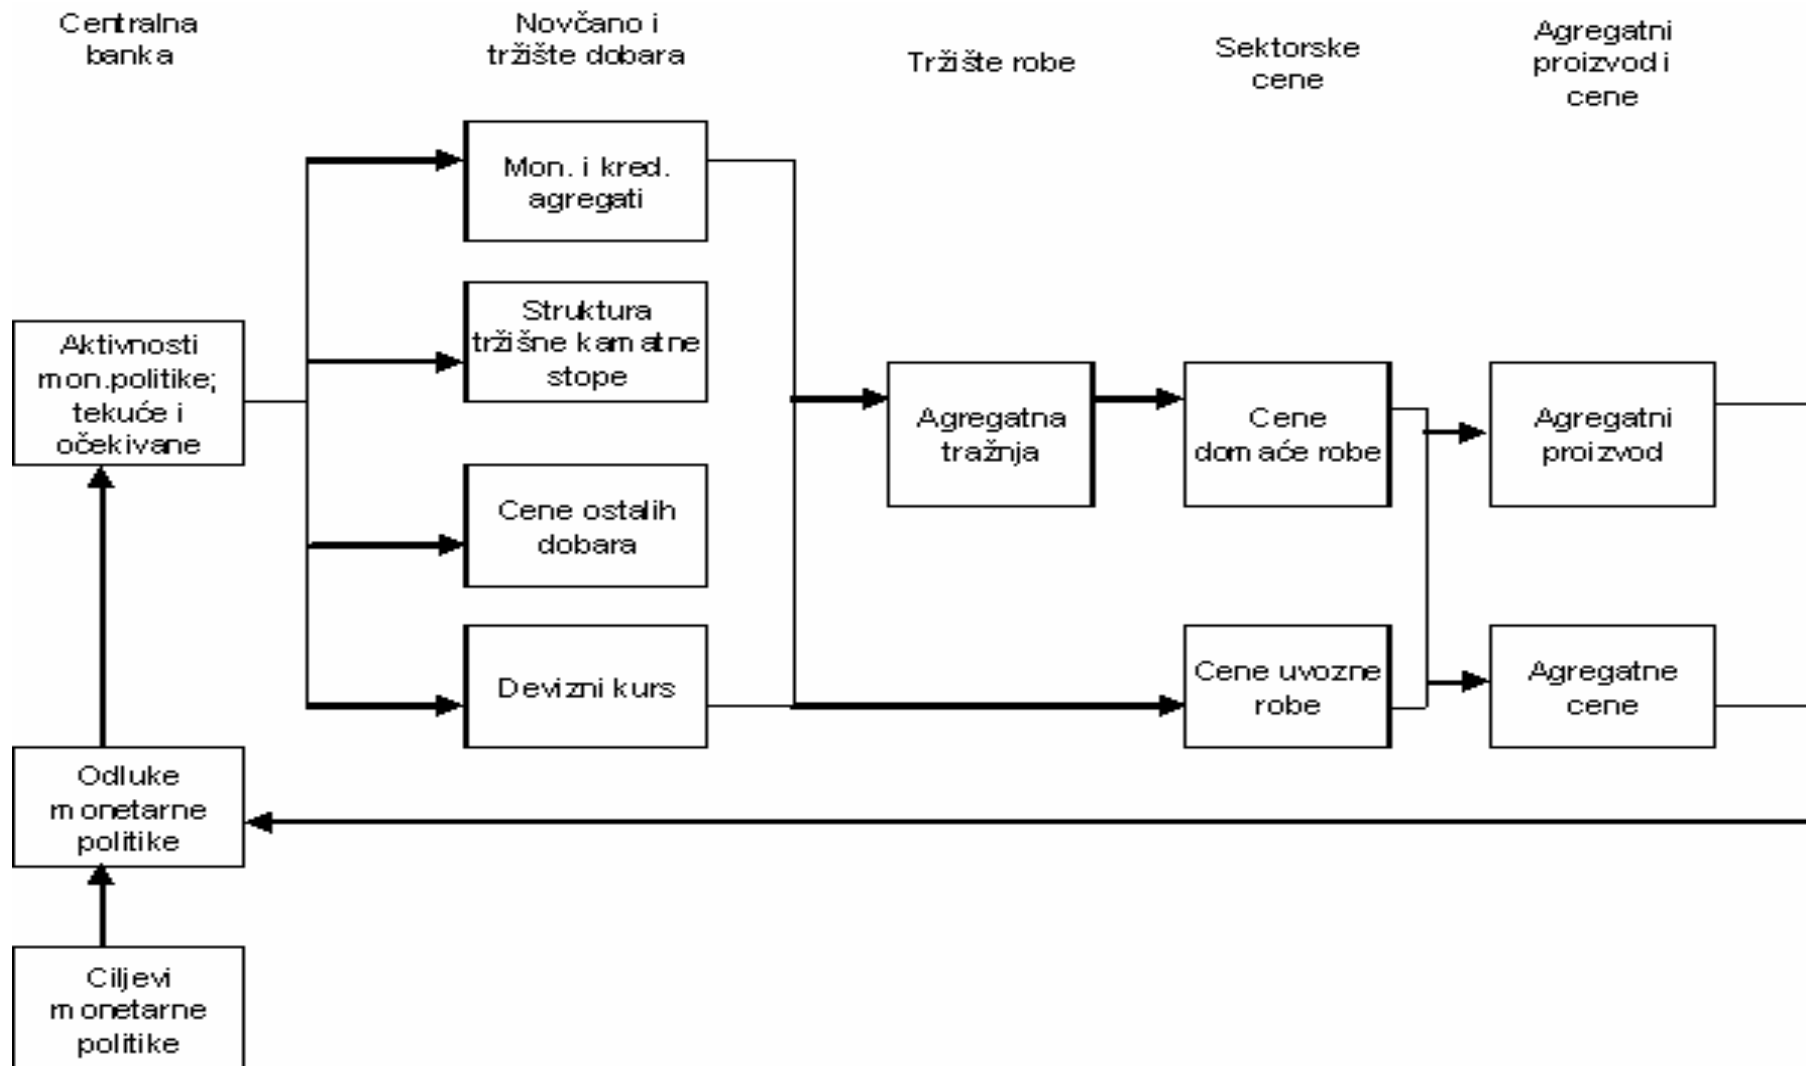 Centralna
banka
Novčano i
tržište dobara
Tržište robe
Sektorske
cene
Agregatni
proizvod i
cene
Mon. i kred.
agregati
Struktura
tržišne kamatne
stope
Aktivnosti
mon.politike;
tekuće i
očekivane
Agregatna
tražnja
Cene
domaće robe
Agregatni
proizvod
Cene ostalih
dobara
Devizni kurs
Cene uvozne
robe
Agregatne
cene
Odluke
monetarne
politike
Ciljevi
monetarne
politike